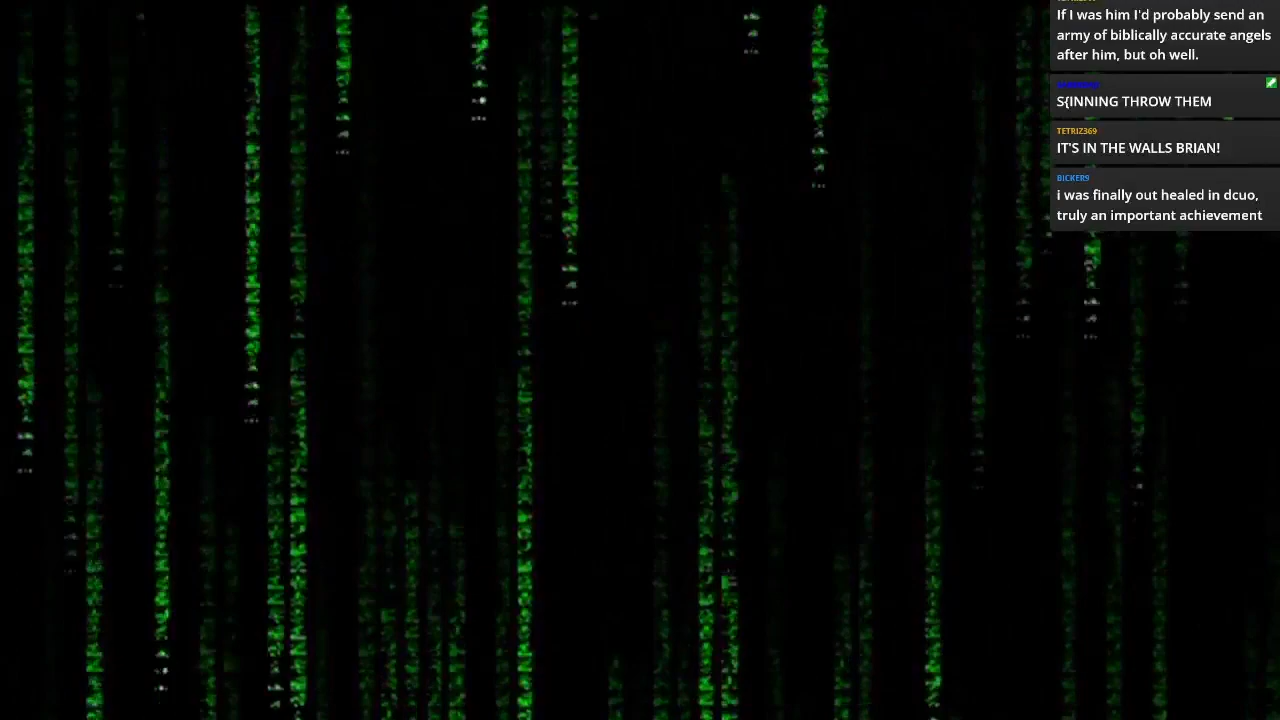 If I was him I'd probably send an
army of biblically accurate angels
after him, but oh well.
S{INNING THROW THEM
TETRIZ369
IT'S IN THE WALLS BRIAN!
BICKER9
i was finally out healed in dcuo,
truly an important achievement